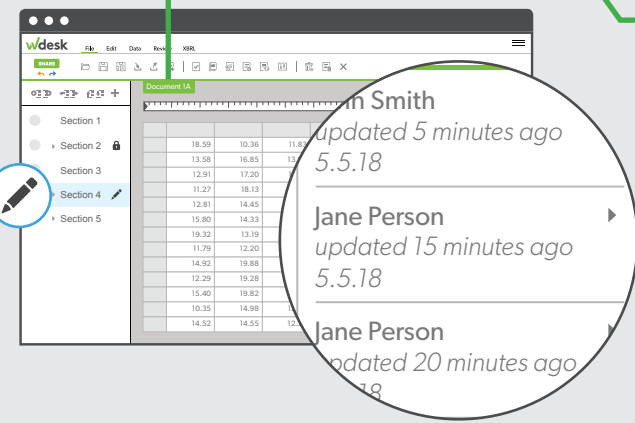 wdesk File Edit Data Review XBRL
SHARE
Document 1A
Section 1
Section 2
Section 3
Section 4
Section 5
18.59 10.36 11.83
13.58 16.85
12.91 17.20
11.27 18.13
12.81 14.45
15.80 14.33
19.32 13.19
11.79 12.20
14.92 19.88
12.29 19.28
15.40 19.82
10.35 14.98
14.52 14.55
Smith
updated 5 minutes ago
5.5.18
Jane Person
updated 15 minutes ago
5.5.18
Jane Person
updated 20 minutes ago